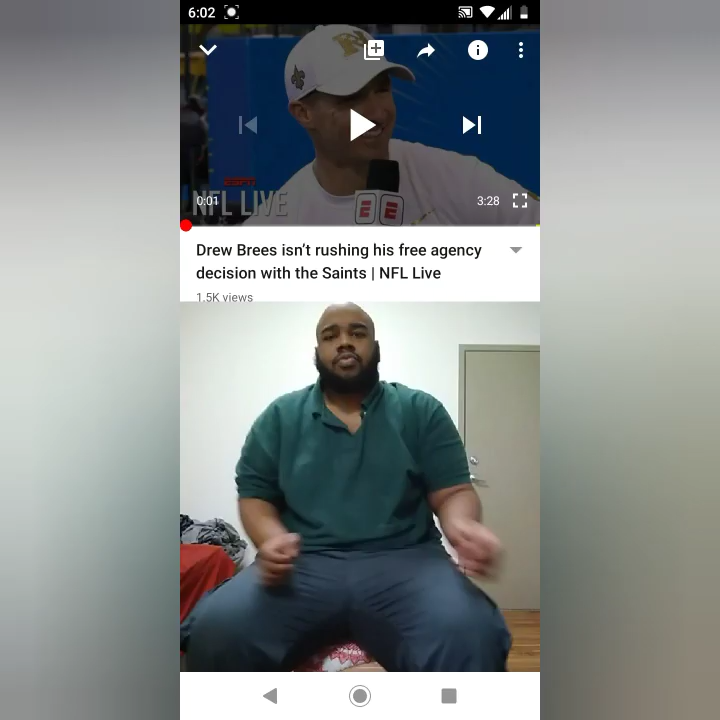 6:02
ESPN
NFL LIVE
0:01
3:28
Drew Brees isn’t rushing his free agency
decision with the Saints | NFL Live
1.5K views